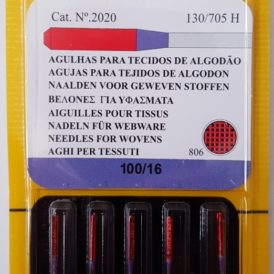 Cat. Nº.2020 130/705 H
AGULHAS PARA TECIDOS DE ALGODÃO
AGUJAS PARA TEJIDOS DE ALGODON
NAALDEN VOOR GEWEVEN STOFFEN
ΒΕΛΟΝΕΣ ΓΙΑ ΥΦΑΣΜΑΤΑ
AIGUILLES POUR TISSUS
NADELN FÜR WEBWARE
NEEDLES FOR WOVENS
AGHI PER TESSUTI 806
100/16